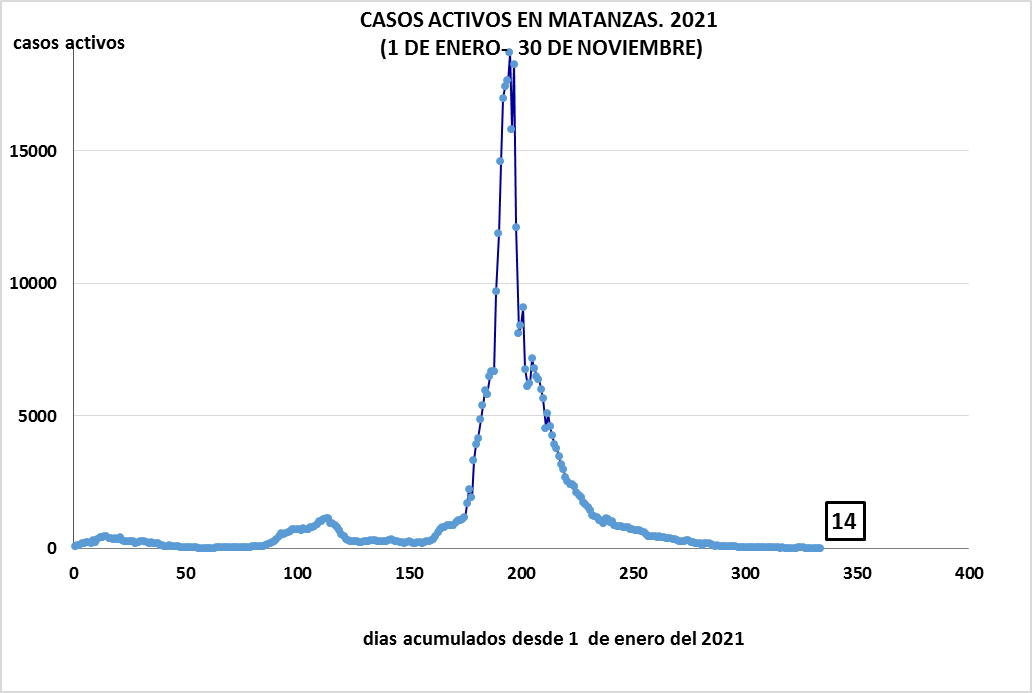 CASOS ACTIVOS EN MATANZAS. 2021
(1 DE ENERO- 30 DE NOVIEMBRE)
casos activos
15000
10000
5000
0
14
0 50 100 150 200 250 300 350 400
dias acumulados desde 1 de enero del 2021